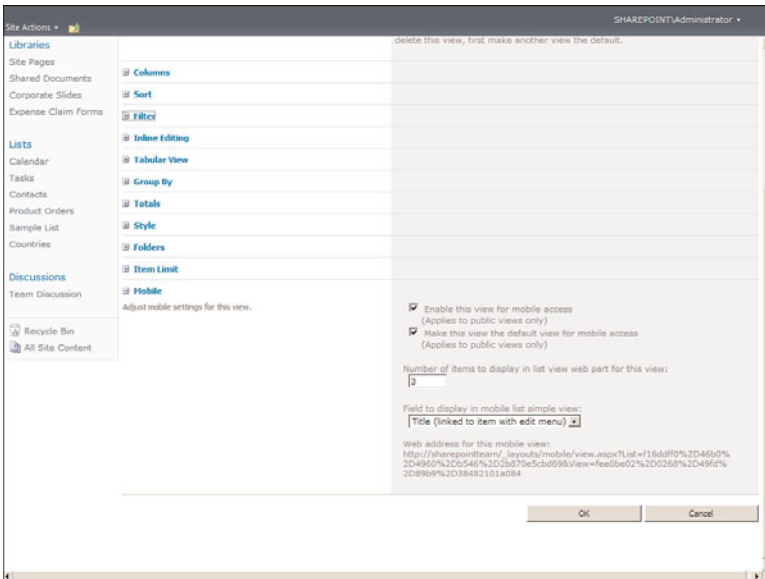 SHAREPOINT\Administrator
Site Actions
Libraries
Site Pages
Shared Documents
Corporate Slides
Expense Claim Forms
Lists
Calendar
Tasks
Contacts
Product Orders
Sample List
Countries
Discussions
Team Discussion
Recycle Bin
All Site Content
delete this view, first make another view the default.
Columns
Sort
Filter
Inline Editing
Tabular View
Group By
Totals
Style
Folders
Item Limit
Mobile
Adjust mobile settings for this view.
Enable this view for mobile access
(Applies to public views only)
Make this view the default view for mobile access
(Applies to public views only)
Number of items to display in list view web part for this view:
3
Field to display in mobile list simple view:
Title (linked to item with edit menu)
Web address for this mobile view:
http://sharepointteam/_layouts/mobile/view.aspx?List=f16ddff0%2D46b0%
2D4960%2Db546%2D2b870e5cbd69&View=fee0be02%2D0268%2D49fd%
2D89b9%2D38482101a084
OK Cancel